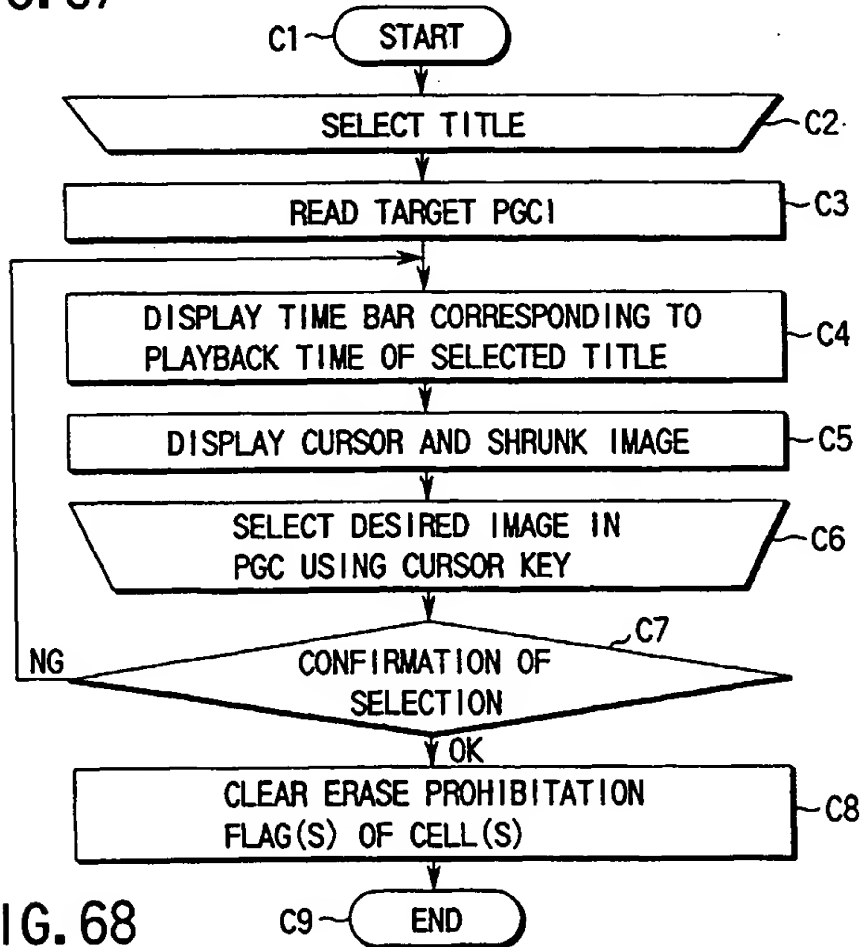 C1 START
SELECT TITLE C2
READ TARGET PGCI C3
DISPLAY TIME BAR CORRESPONDING TO
PLAYBACK TIME OF SELECTED TITLE C4
DISPLAY CURSOR AND SHRUNK IMAGE C5
SELECT DESIRED IMAGE IN
PGC USING CURSOR KEY C6
C7
NG CONFIRMATION OF
SELECTION
OK
CLEAR ERASE PROHIBITATION
FLAG(S) OF CELL(S) C8
C9 END
IG. 68